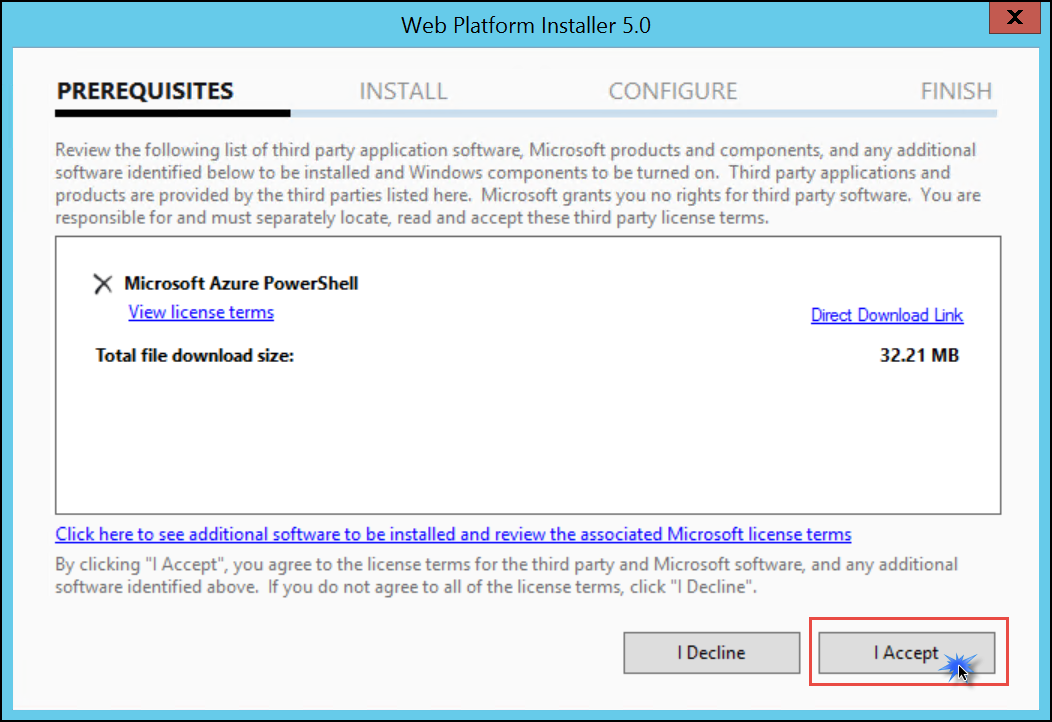 Web Platform Installer 5.0
X
PREREQUISITES INSTALL CONFIGURE FINISH
Review the following list of third party application software, Microsoft products and components, and any additional
software identified below to be installed and Windows components to be turned on.  Third party applications and
products are provided by the third parties listed here.  Microsoft grants you no rights for third party software.  You are
responsible for and must separately locate, read and accept these third party license terms.
Microsoft Azure PowerShell
View license terms
Direct Download Link
Total file download size: 32.21 MB
Click here to see additional software to be installed and review the associated Microsoft license terms
By clicking "I Accept", you agree to the license terms for the third party and Microsoft software, and any additional
software identified above.  If you do not agree to all of the license terms, click "I Decline".
I Decline I Accept